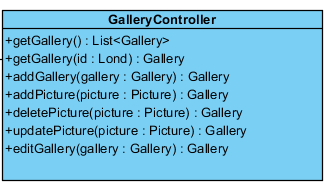 GalleryController
+getGallery() : List<Gallery>
+getGallery(id : Lond) : Gallery
+addGallery(gallery : Gallery) : Gallery
+addPicture(picture : Picture) : Gallery
+deletePicture(picture : Picture) : Gallery
+updatePicture(picture : Picture) : Gallery
+editGallery(gallery : Gallery) : Gallery